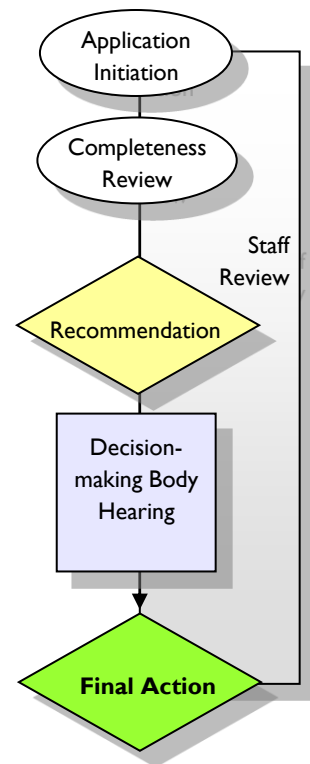 Application
Initiation
Completeness
Review
Staff
Review
Recommendation
Decision-
making Body
Hearing
Final Action